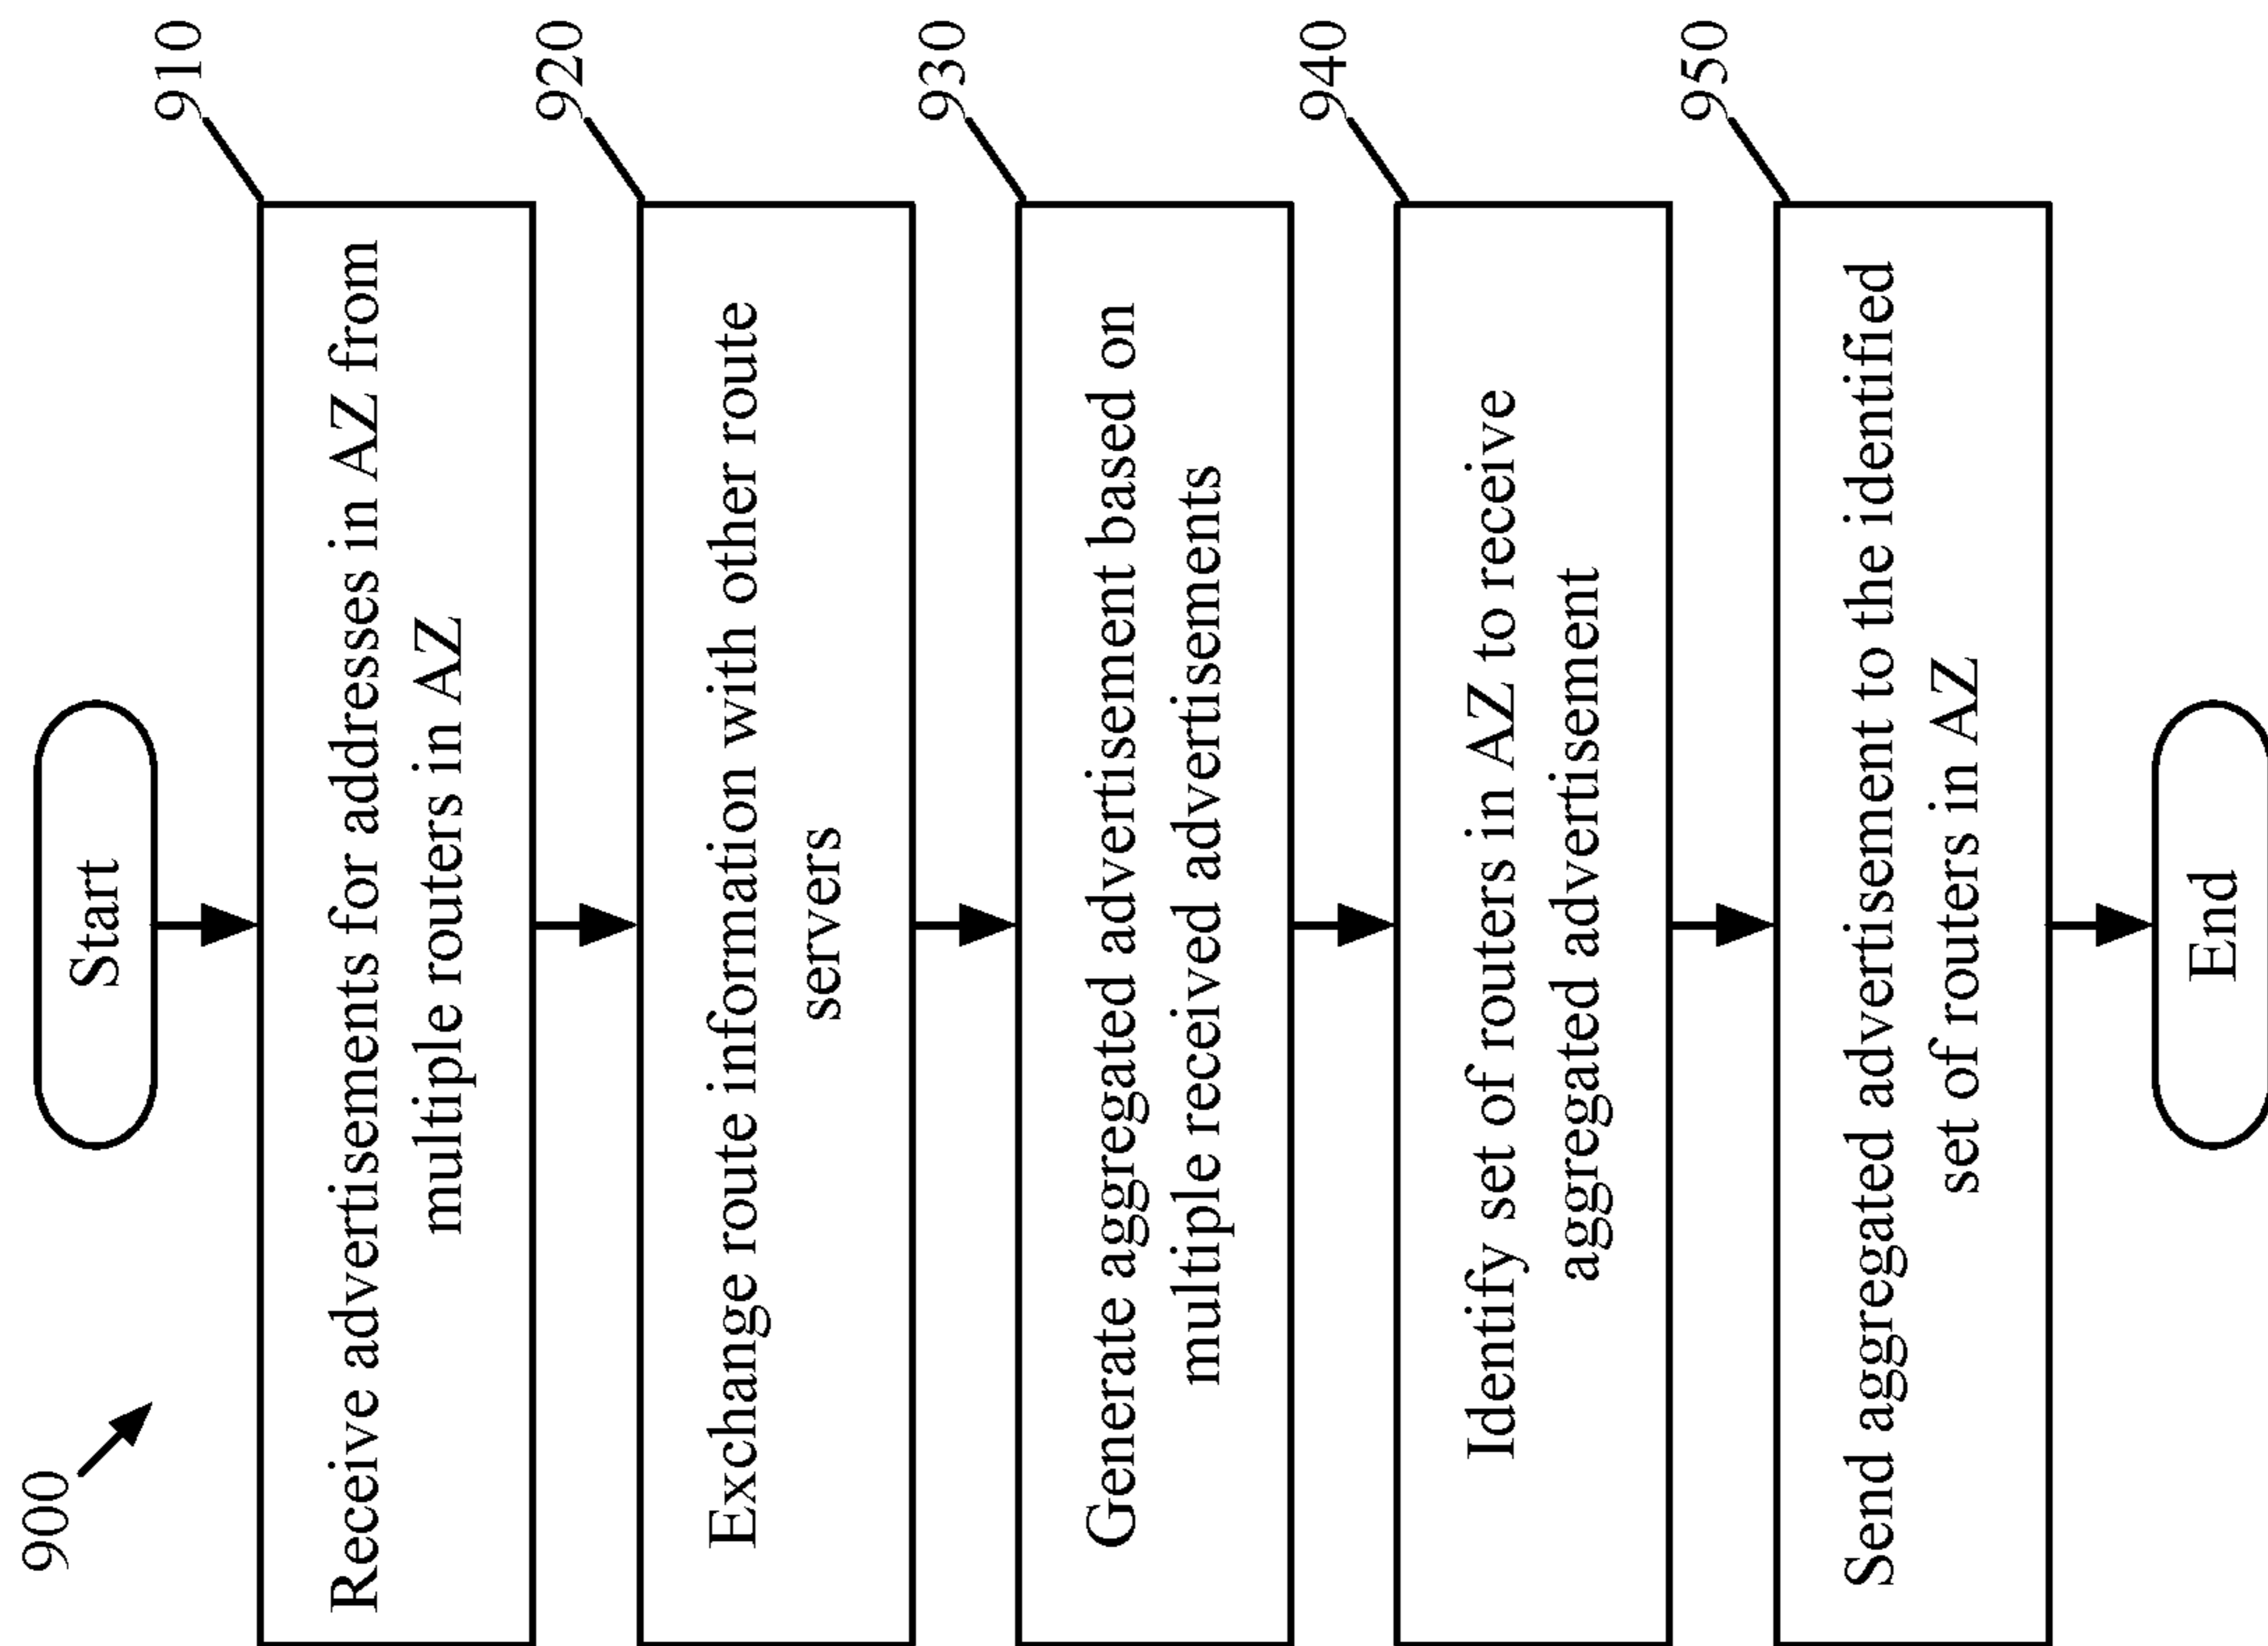 900
Start
910
Receive advertisements for addresses in AZ from
multiple routers in AZ
920
Exchange route information with other route
servers
930
Generate aggregated advertisement based on
multiple received advertisements
940
Identify set of routers in AZ to receive
aggregated advertisement
950
Send aggregated advertisement to the identified
set of routers in AZ
End